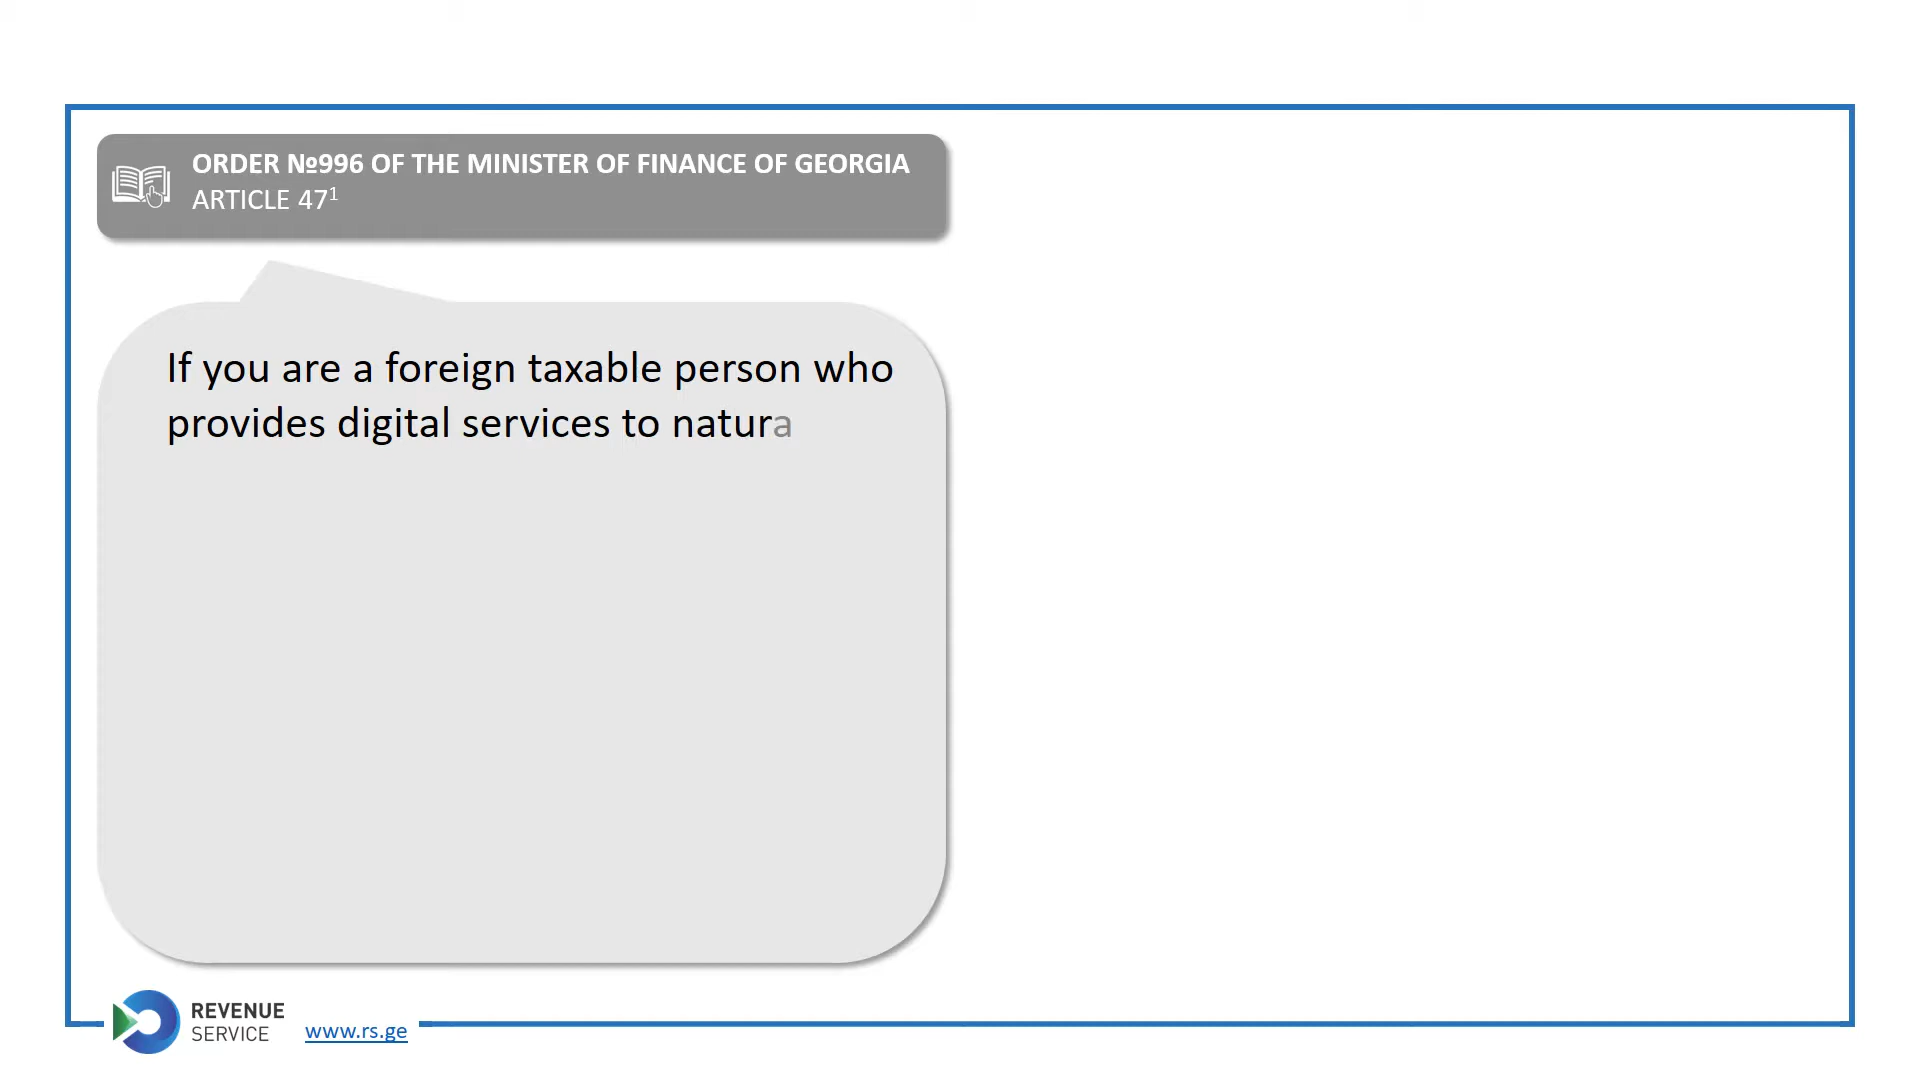 ORDER №996 OF THE MINISTER OF FINANCE OF GEORGIA
ARTICLE 47¹
If you are a foreign taxable person who
provides digital services to natura
REVENUE
SERVICE
www.rs.ge